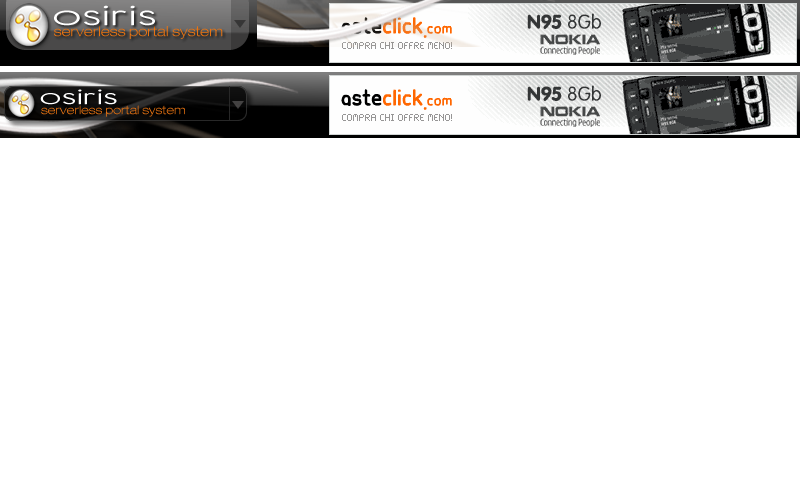 osiris
serverless portal system
asteclick.com
COMPRA CHI OFFRE MENO!
N95 8Gb
NOKIA
Connecting People
osiris
serverless portal system
asteclick.com
COMPRA CHI OFFRE MENO!
N95 8Gb
NOKIA
Connecting People